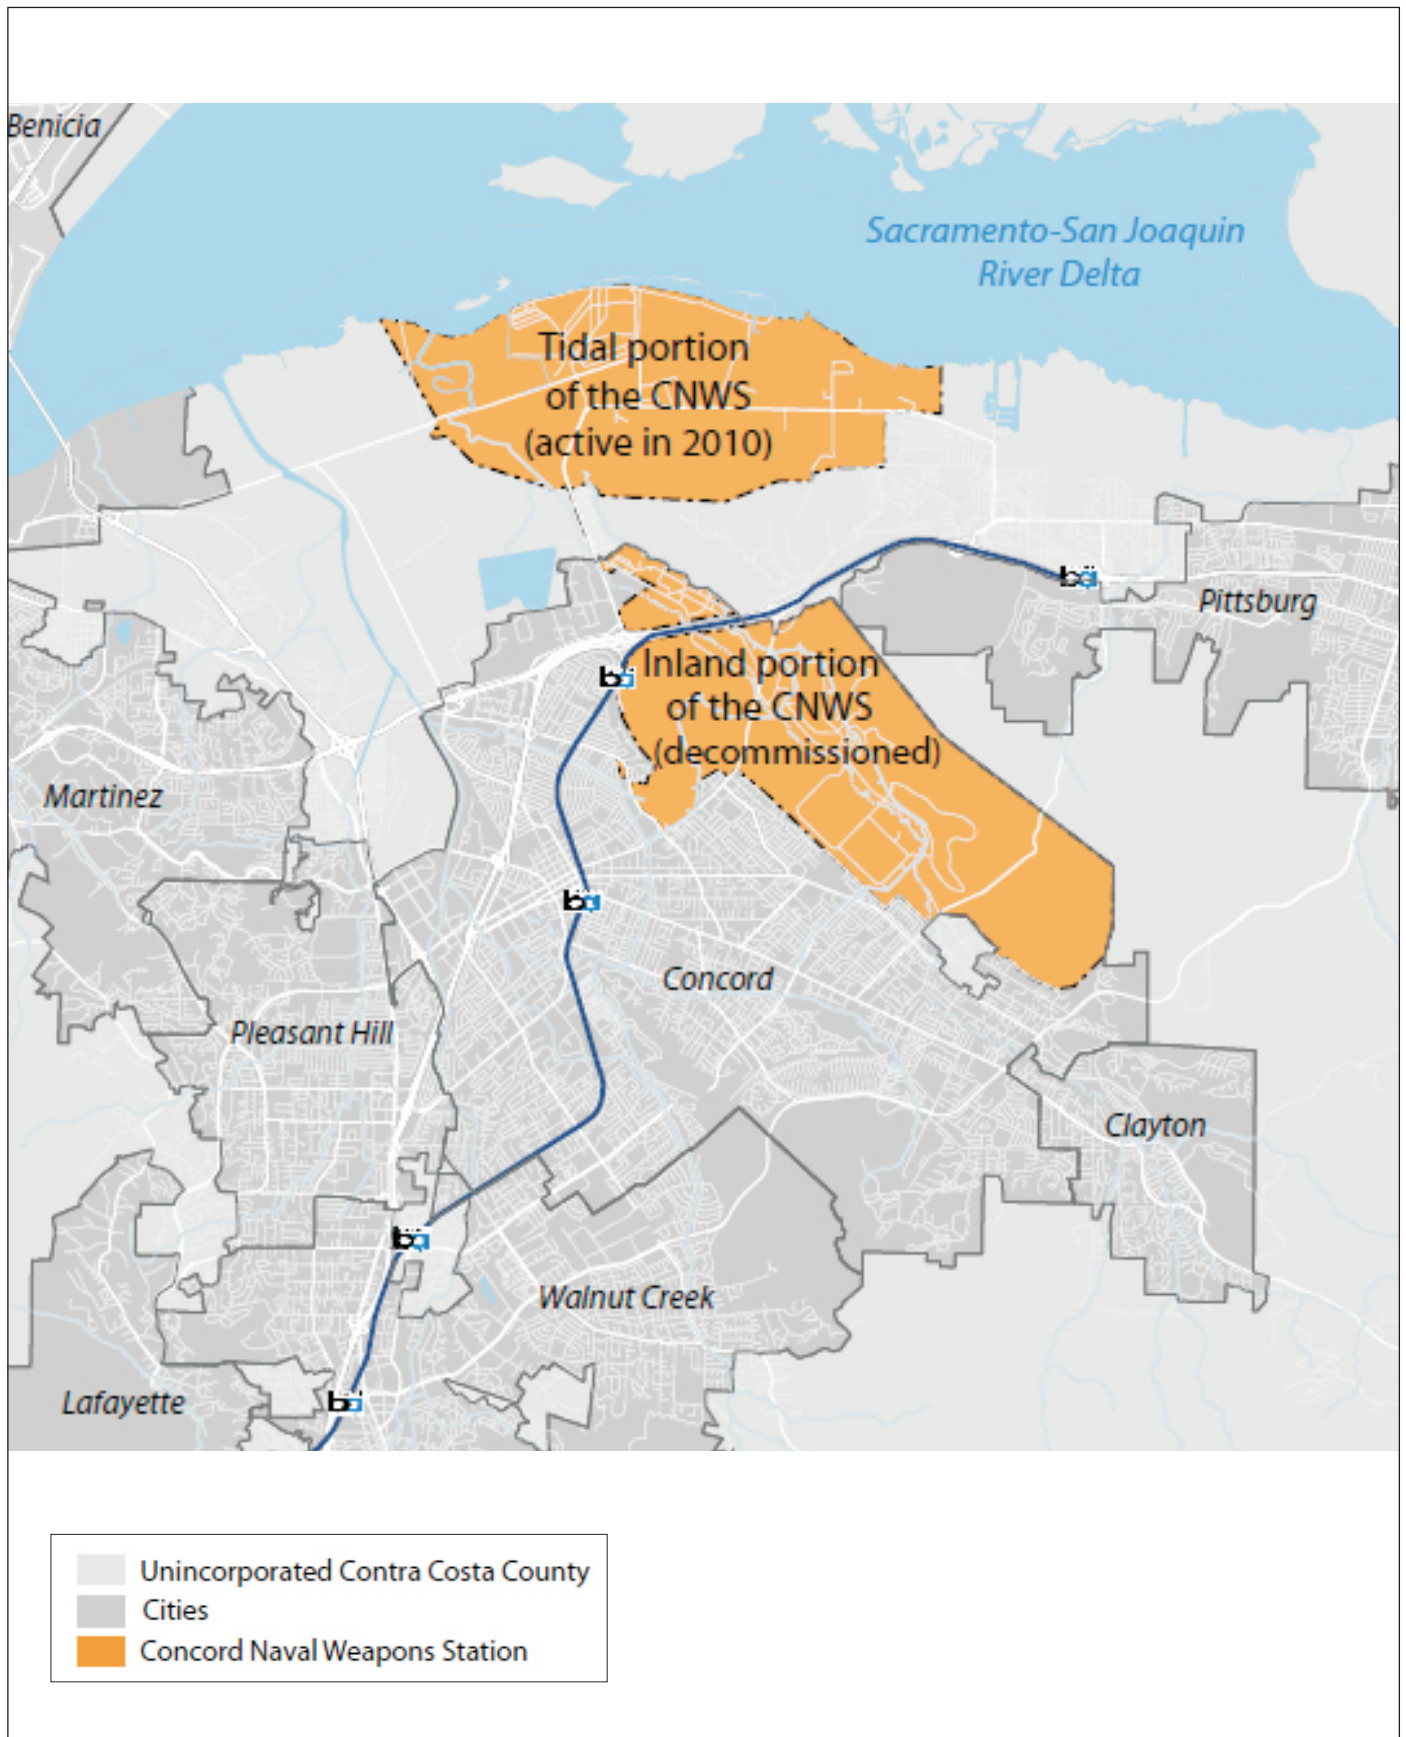 Benicia
Sacramento-San Joaquin
River Delta
Tidal portion
of the CNWS
(active in 2010)
Pittsburg
Inland portion
of the CNWS
(decommissioned)
Martinez
Concord
Pleasant Hill
Clayton
Walnut Creek
Lafayette
Unincorporated Contra Costa County
Cities
Concord Naval Weapons Station